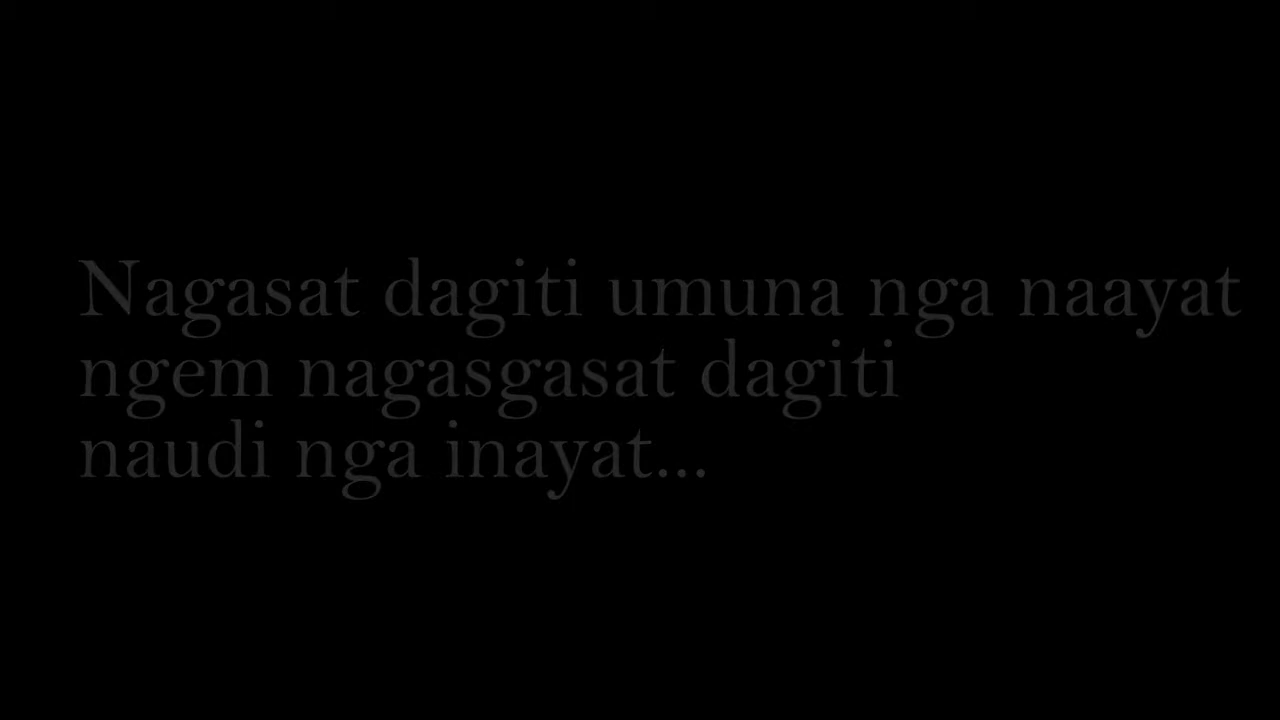 Nagasat dagiti umuna nga naayat
ngem nagasgasat dagiti
naudi nga inayat...